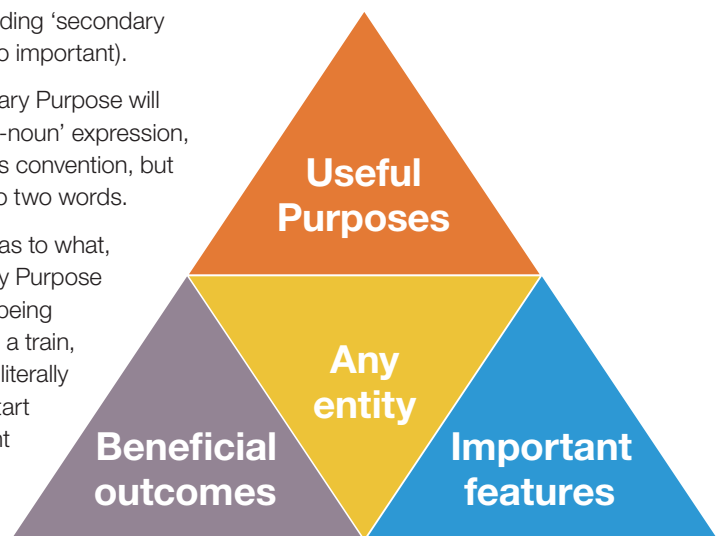 ding ‘secondary
o important).
ary Purpose will
-noun’ expression,
s convention, but
o two words.
as to what,
y Purpose
being
a train,
literally
tart
nt
Useful
Purposes
Any
entity
Beneficial
outcomes
Important
features